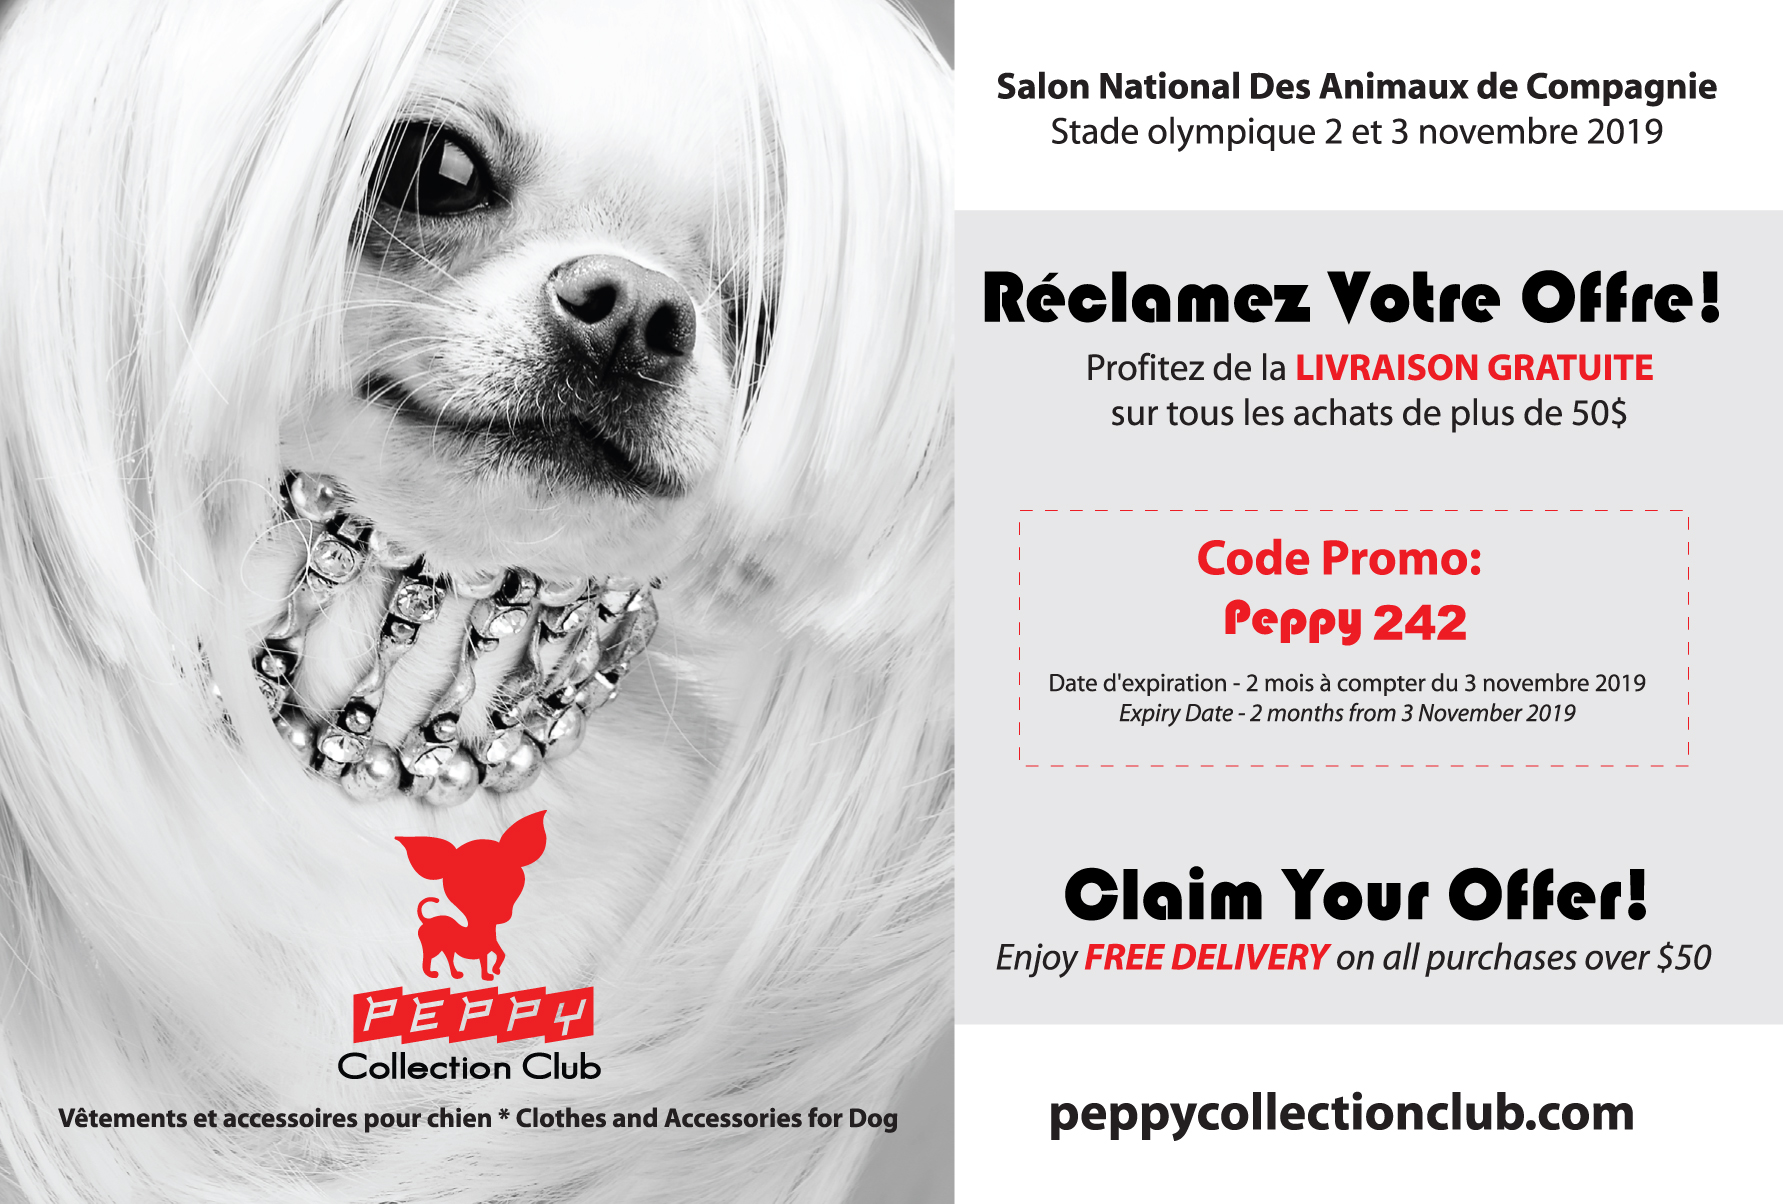 PEPPY
Collection Club
Vêtements et accessoires pour chien * Clothes and Accessories for Dog
Salon National Des Animaux de Compagnie
Stade olympique 2 et 3 novembre 2019
Réclamez Votre Offre!
Profitez de la LIVRAISON GRATUITE
sur tous les achats de plus de 50$
Code Promo:
Peppy 242
Date d'expiration - 2 mois à compter du 3 novembre 2019
Expiry Date - 2 months from 3 November 2019
Claim Your Offer!
Enjoy FREE DELIVERY on all purchases over $50
peppycollectionclub.com